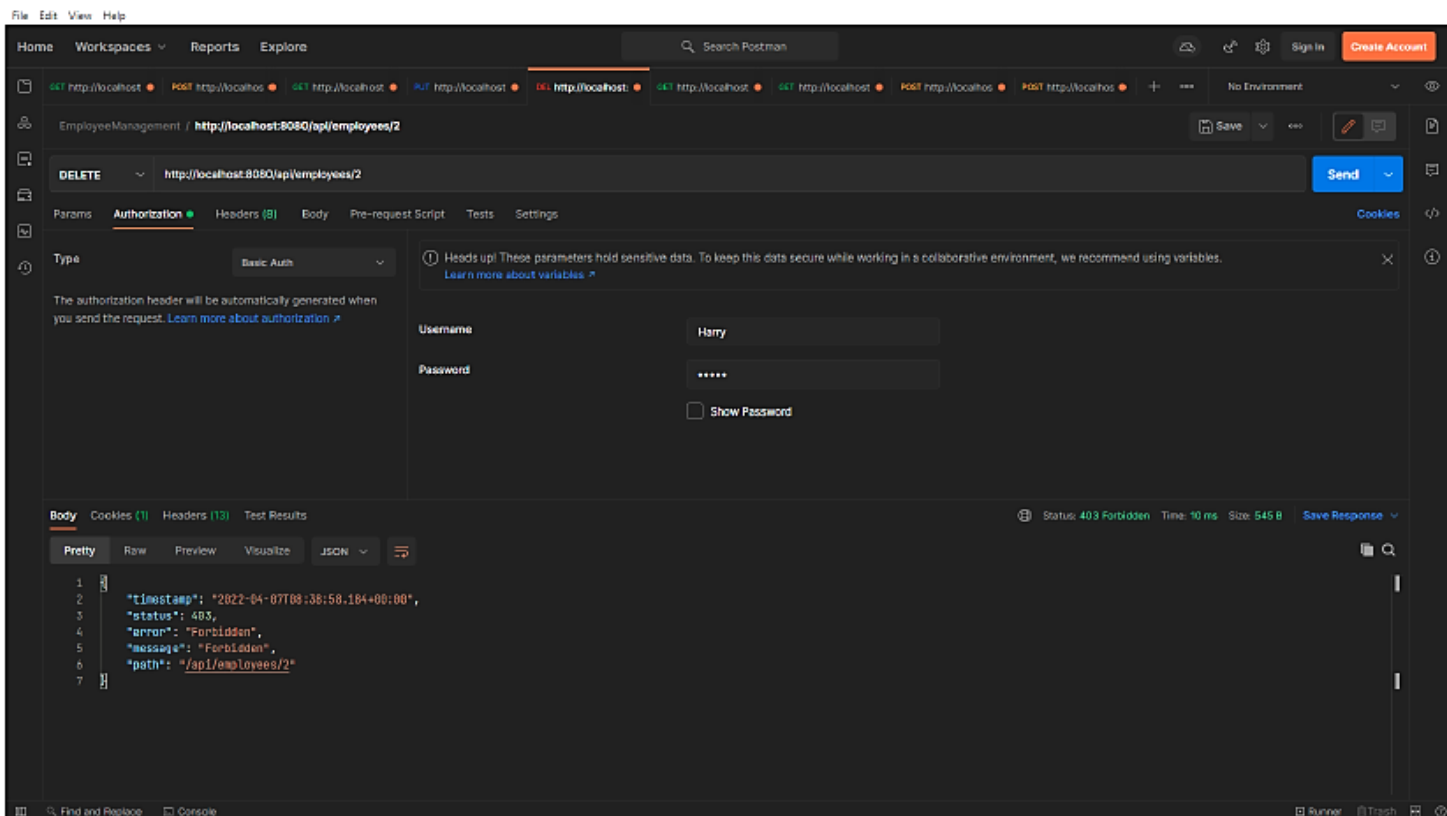 File Edit View Help
Home Workspaces Reports Explore Search Postman Sign In Create Account
GET http://localhost POST http://localhos GET http://localhost PUT http://localhost DEL http://localhost: GET http://localhost GET http://localhost POST http://localhos POST http://localhos No Environment
EmployeeManagement / http://localhost:8080/api/employees/2 Save
DELETE http://localhost:8080/api/employees/2 Send
Params Authorization Headers (8) Body Pre-request Script Tests Settings Cookies
Type Basic Auth
The authorization header will be automatically generated when
you send the request. Learn more about authorization ↗
Heads up! These parameters hold sensitive data. To keep this data secure while working in a collaborative environment, we recommend using variables.
Learn more about variables ↗
Username Harry
Password •••••
Show Password
Body Cookies (1) Headers (13) Test Results Status: 403 Forbidden Time: 10 ms Size: 545 B Save Response
Pretty Raw Preview Visualize JSON
1 {
2 "timestamp": "2022-04-07T08:38:58.184+00:00",
3 "status": 403,
4 "error": "Forbidden",
5 "message": "Forbidden",
6 "path": "/api/employees/2"
7 }
Find and Replace Console Runner Trash